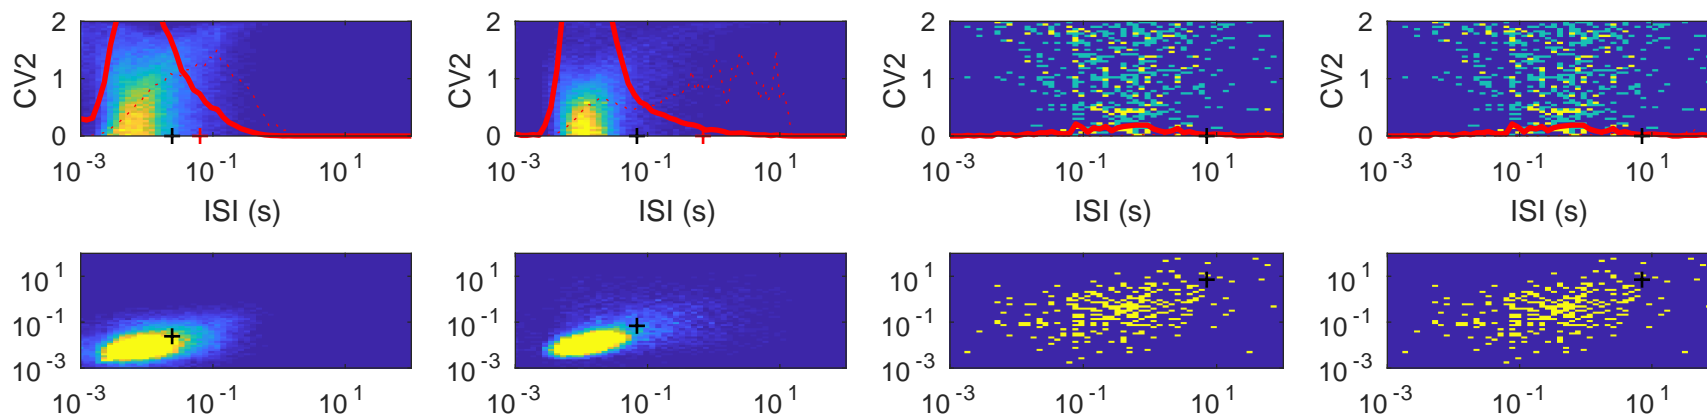 2 2 2 2
CV2 CV2 CV2 CV2
1 1 1 1
0 0 0 0
10^-3 10^-1 10^1 10^-3 10^-1 10^1 10^-3 10^-1 10^1 10^-3 10^-1 10^1
ISI (s) ISI (s) ISI (s) ISI (s)
10^1 10^1 10^1 10^1
10^-1 10^-1 10^-1 10^-1
10^-3 10^-3 10^-3 10^-3
10^-3 10^-1 10^1 10^-3 10^-1 10^1 10^-3 10^-1 10^1 10^-3 10^-1 10^1